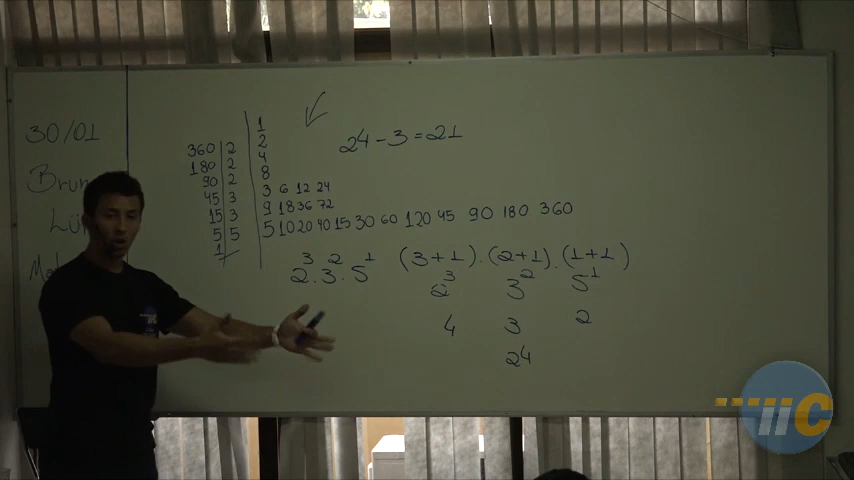 30/01
Brun
Lú
Ma
360 2
180 2
90 2
45 3
15 3
5 5
1
1
2
4
8
3 6 12 24
9 18 36 72
5 10 20 40 15 30 60 120 45 90 180 360
24-3=21
2³.3².5¹ (3+1).(2+1).(1+1)
2³ 3² 5¹
4 3 2
24
iiC